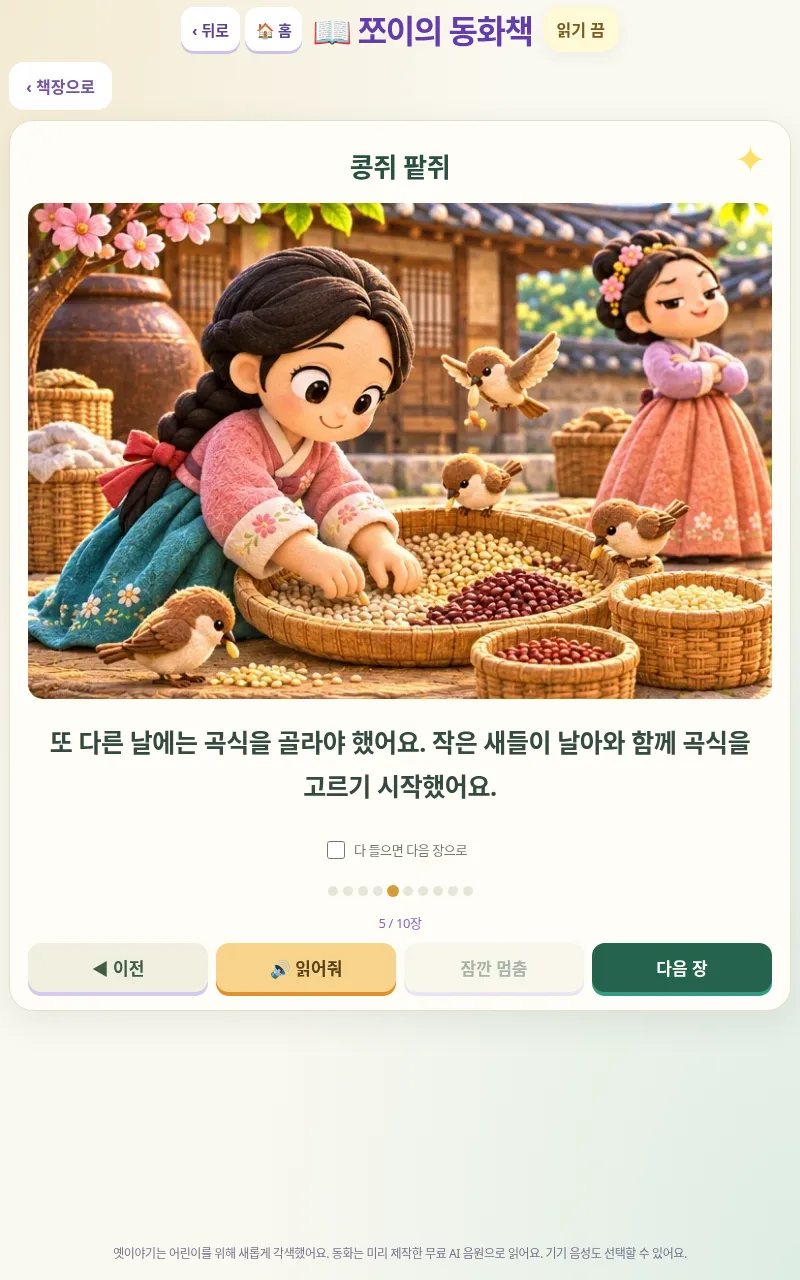 ‹ 뒤로 🏠 홈 📖 쪼이의 동화책 읽기 끝
‹ 책장으로
콩쥐 팥쥐
또 다른 날에는 곡식을 골라야 했어요. 작은 새들이 날아와 함께 곡식을
고르기 시작했어요.
다 들으면 다음 장으로
5 / 10장
◀ 이전 🔊 읽어줘 잠깐 멈춤 다음 장
옛이야기는 어린이를 위해 새롭게 각색했어요. 동화는 미리 제작한 무료 AI 음원으로 읽어요. 기기 음성도 선택할 수 있어요.